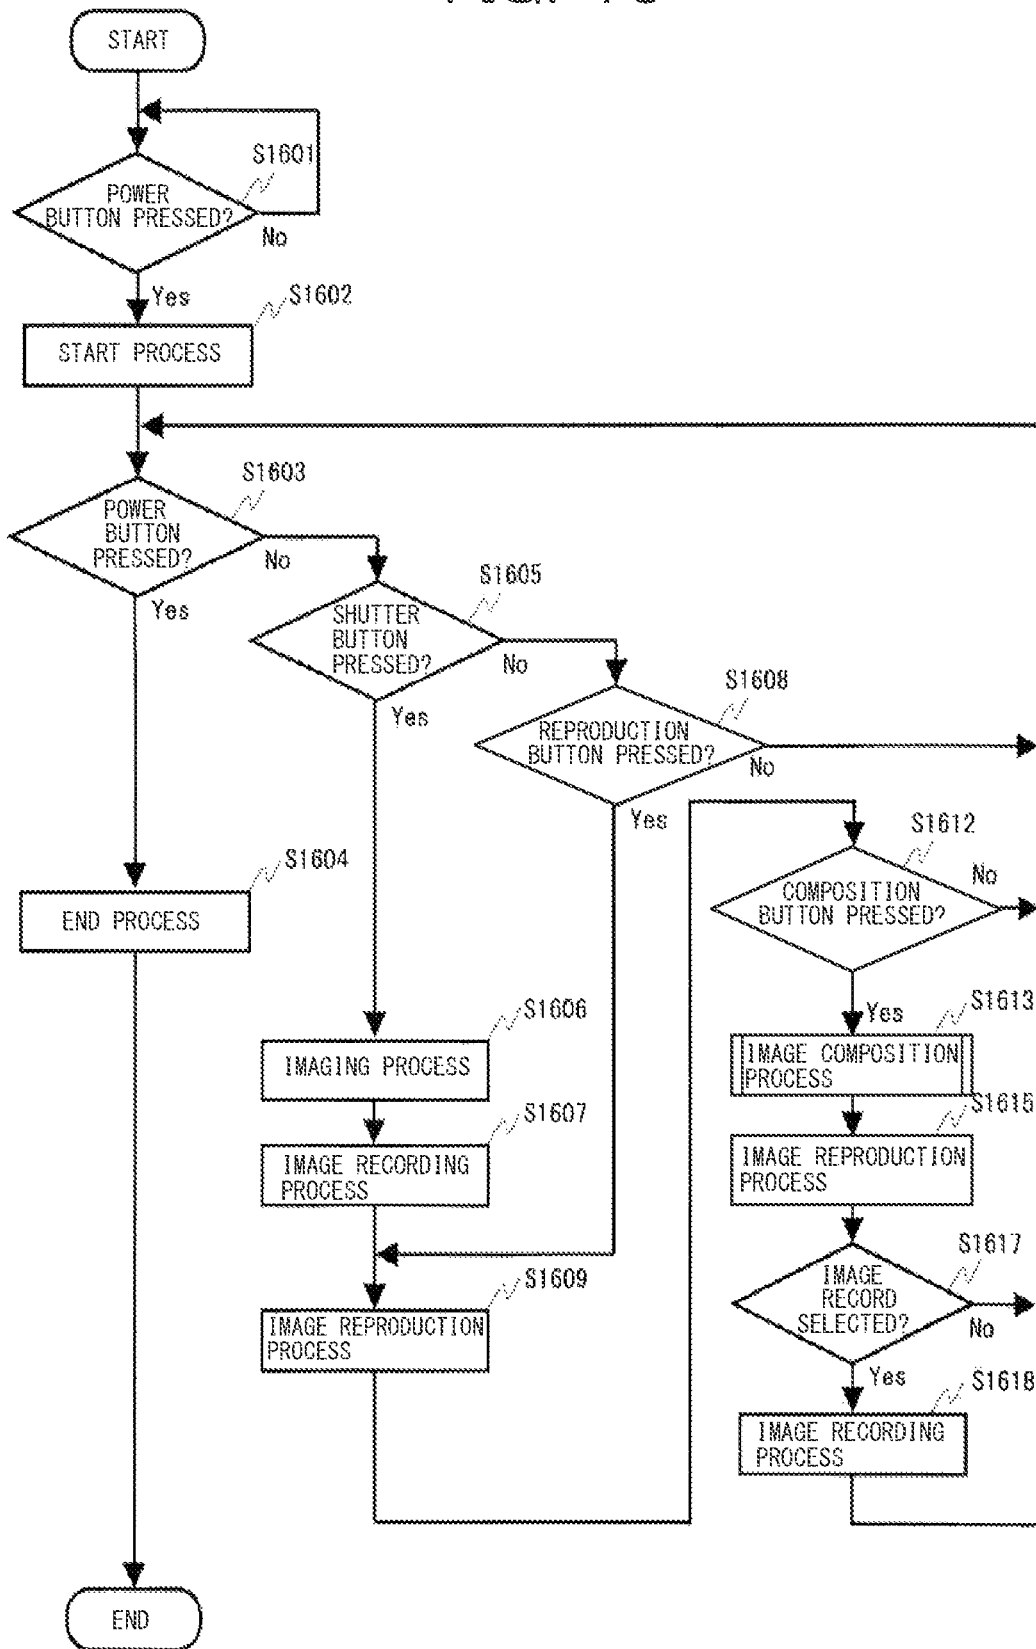 START
S1601
POWER
BUTTON PRESSED?
No
Yes
S1602
START PROCESS
S1603
POWER
BUTTON
PRESSED?
No
Yes
S1605
SHUTTER
BUTTON
PRESSED?
No
Yes
S1608
REPRODUCTION
BUTTON PRESSED?
No
Yes
S1604
END PROCESS
S1612
COMPOSITION
BUTTON PRESSED?
No
Yes
S1606
IMAGING PROCESS
S1607
IMAGE RECORDING
PROCESS
S1609
IMAGE REPRODUCTION
PROCESS
S1613
IMAGE COMPOSITION
PROCESS
S1615
IMAGE REPRODUCTION
PROCESS
S1617
IMAGE
RECORD
SELECTED?
No
Yes
S1618
IMAGE RECORDING
PROCESS
END